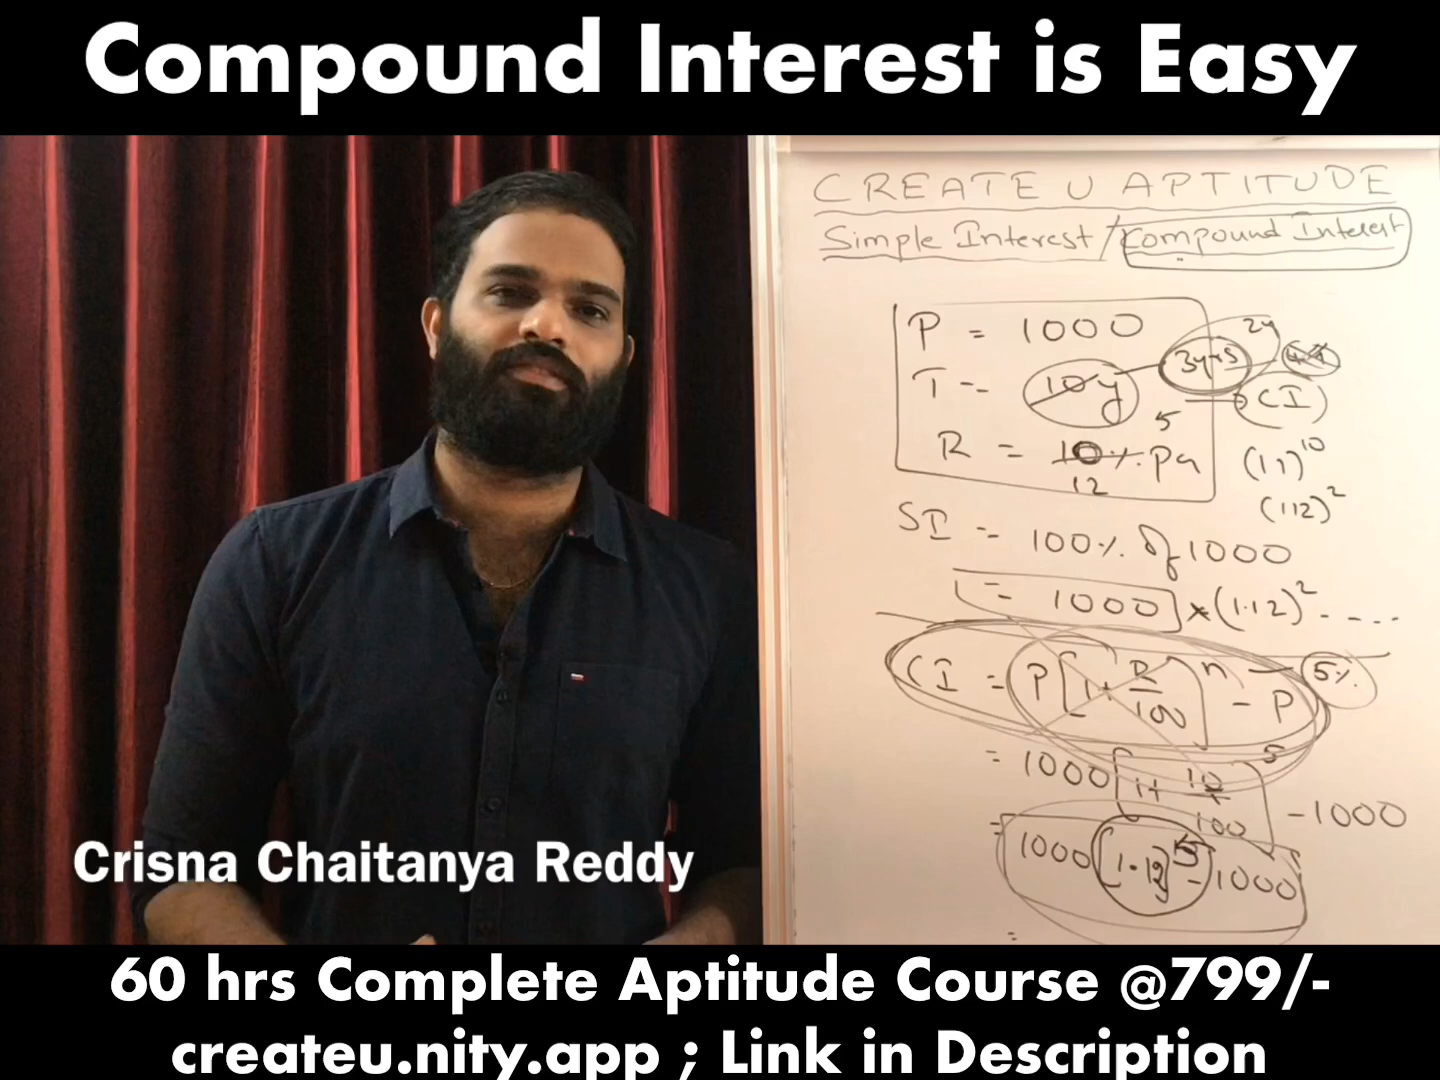 Compound Interest is Easy
CREATE U APTITUDE
Simple Interest / Compound Interest
P = 1000
2y
T -- 10y 3yrs
(CI)
5
R = 10%. pa
12
(11)¹⁰
(112)²
SI = 100%. of 1000
= 1000 × (1.12)² - ....
CI = P[1+ R/100]ⁿ - P
5%.
= 1000[1+ 10/100]⁵ - 1000
= 1000 [1.12] - 1000
=
Crisna Chaitanya Reddy
60 hrs Complete Aptitude Course @799/-
createu.nity.app ; Link in Description